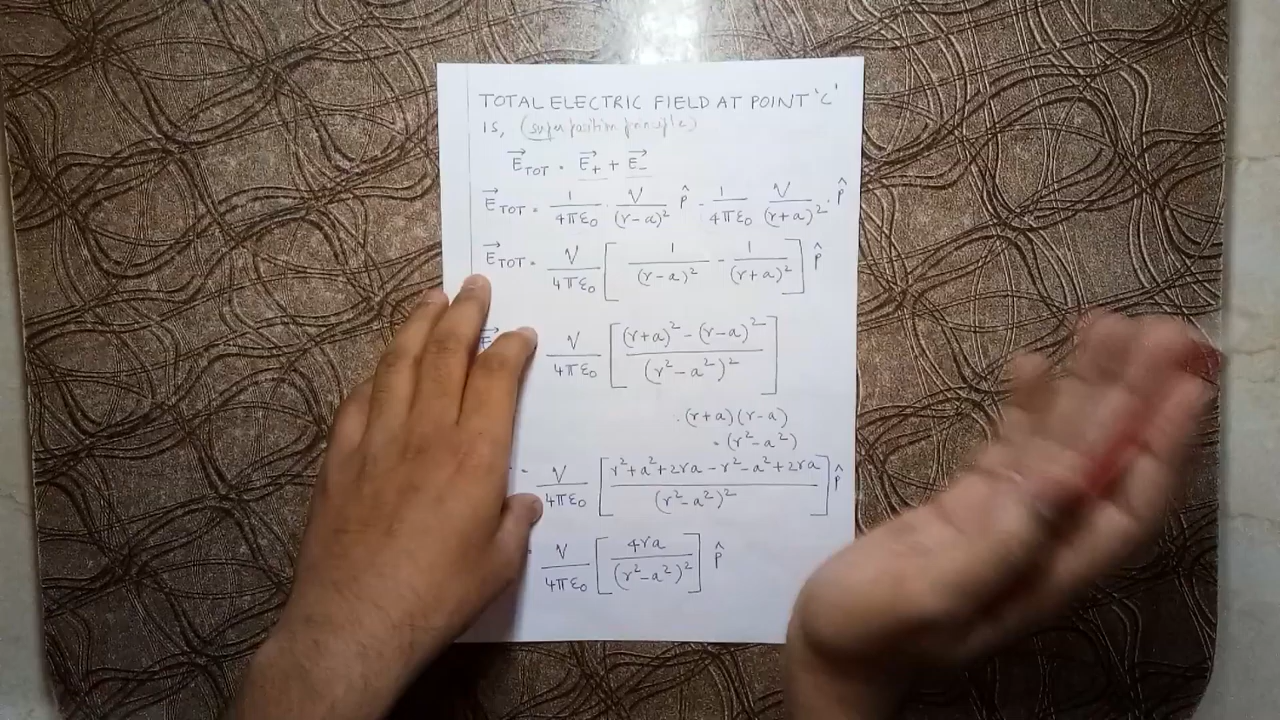 TOTAL ELECTRIC FIELD AT POINT 'C'
IS, (superposition principle)
E⃗TOT = E⃗₊ + E⃗₋
E⃗TOT = 1/4πε₀ · V/(r-a)² p̂ - 1/4πε₀ V/(r+a)² · p̂
E⃗TOT = V/4πε₀ [ 1/(r-a)² - 1/(r+a)² ] p̂
V/4πε₀ [ (r+a)² - (r-a)² / (r²-a²)² ]
· (r+a)(r-a)
= (r²-a²)
= V/4πε₀ [ r²+a²+2ra-r²-a²+2ra / (r²-a²)² ] p̂
= V/4πε₀ [ 4ra / (r²-a²)² ] p̂